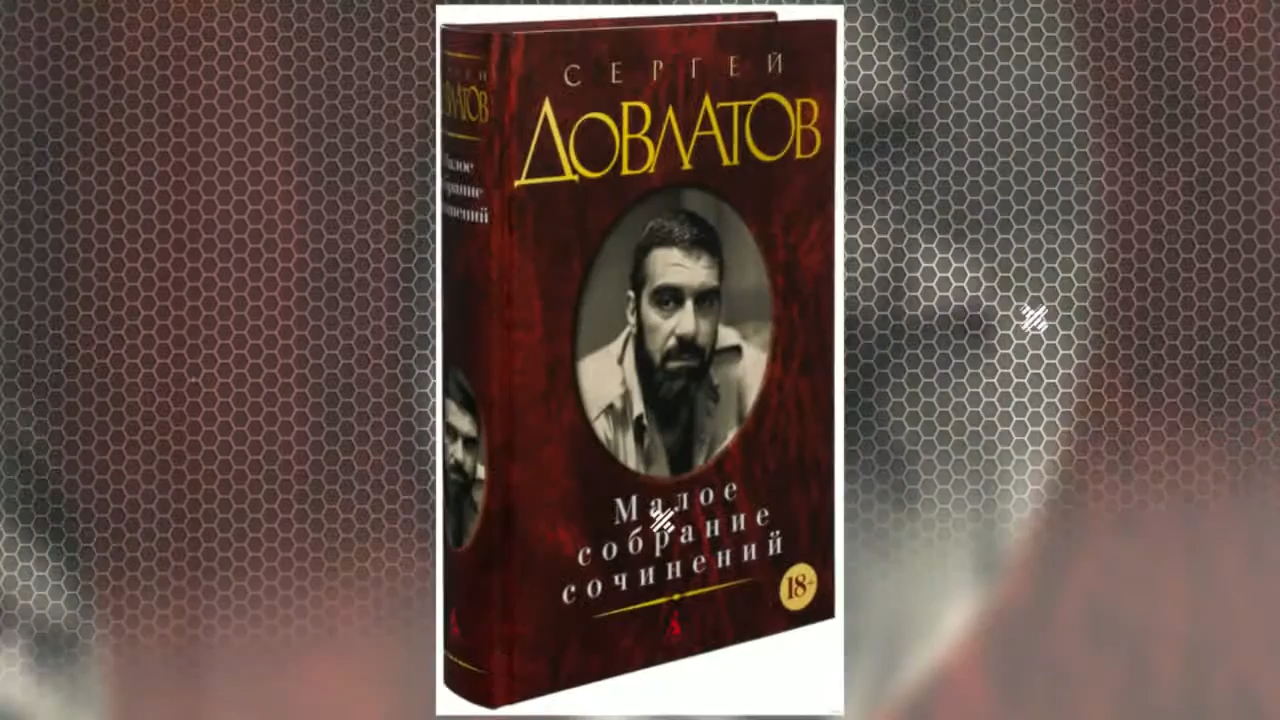 СЕРГЕЙ
ДОВЛАТОВ
Малое
собрание
сочинений
18+